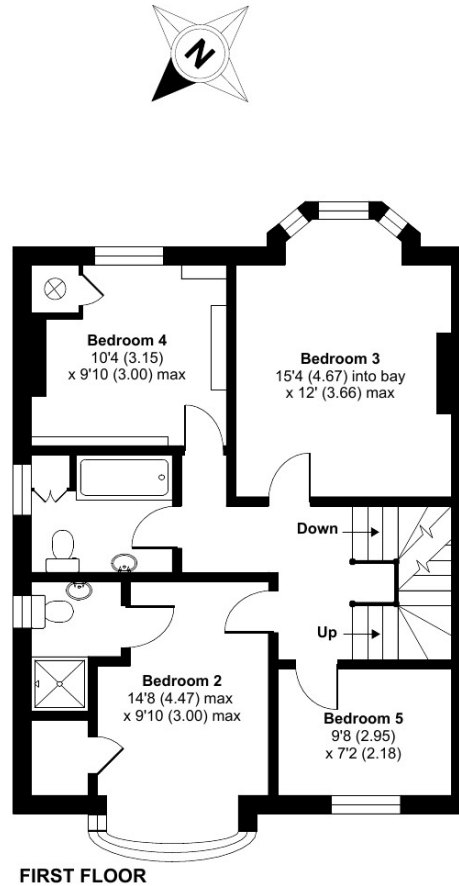 N
Bedroom 4
10'4 (3.15)
x 9'10 (3.00) max
Bedroom 3
15'4 (4.67) into bay
x 12' (3.66) max
Down
Up
Bedroom 2
14'8 (4.47) max
x 9'10 (3.00) max
Bedroom 5
9'8 (2.95)
x 7'2 (2.18)
FIRST FLOOR